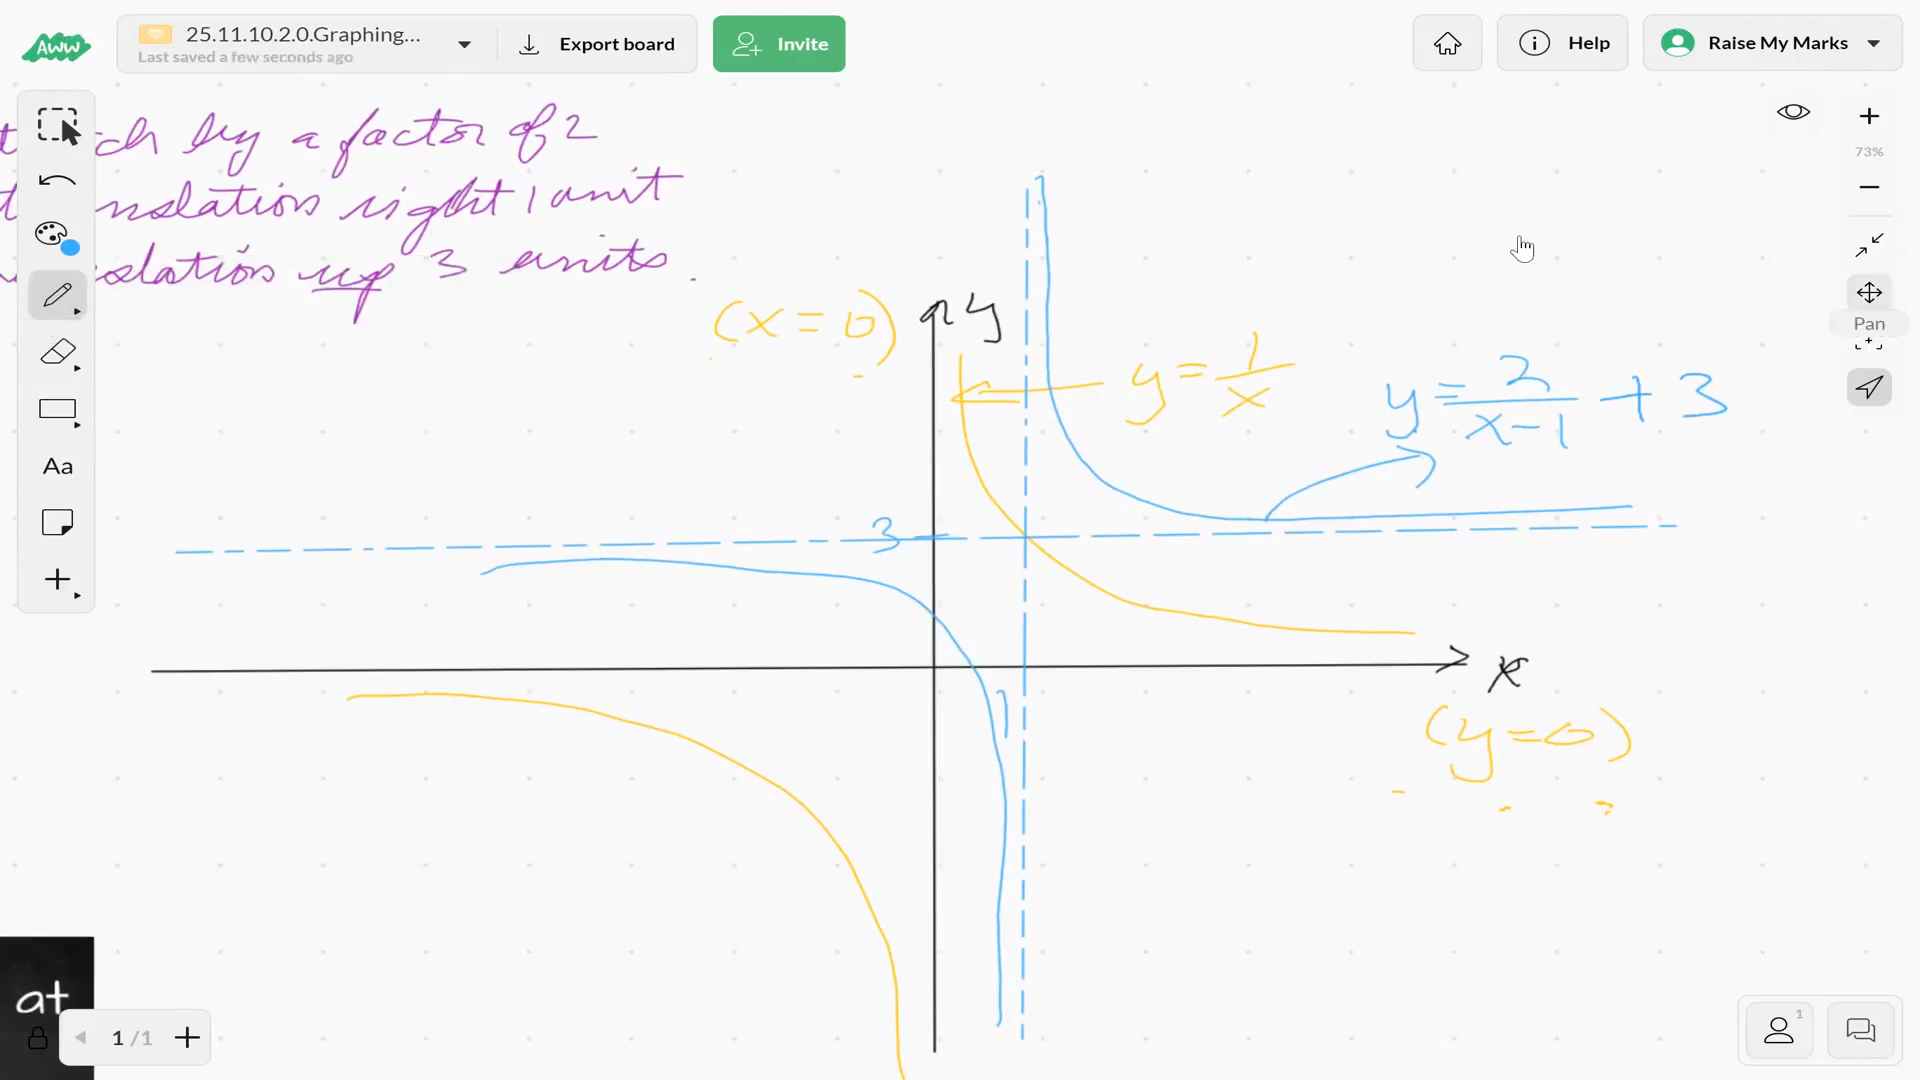 AWW
25.11.10.2.0.Graphing...
Last saved a few seconds ago
Export board
Invite
Help
Raise My Marks
73%
Pan
ch by a factor of 2
nslation right 1 unit
slation up 3 units.
(x=0)
y
y=1/x
y=2/(x-1)+3
3
x
1
(y=0)
Aa
at
1 /1
1